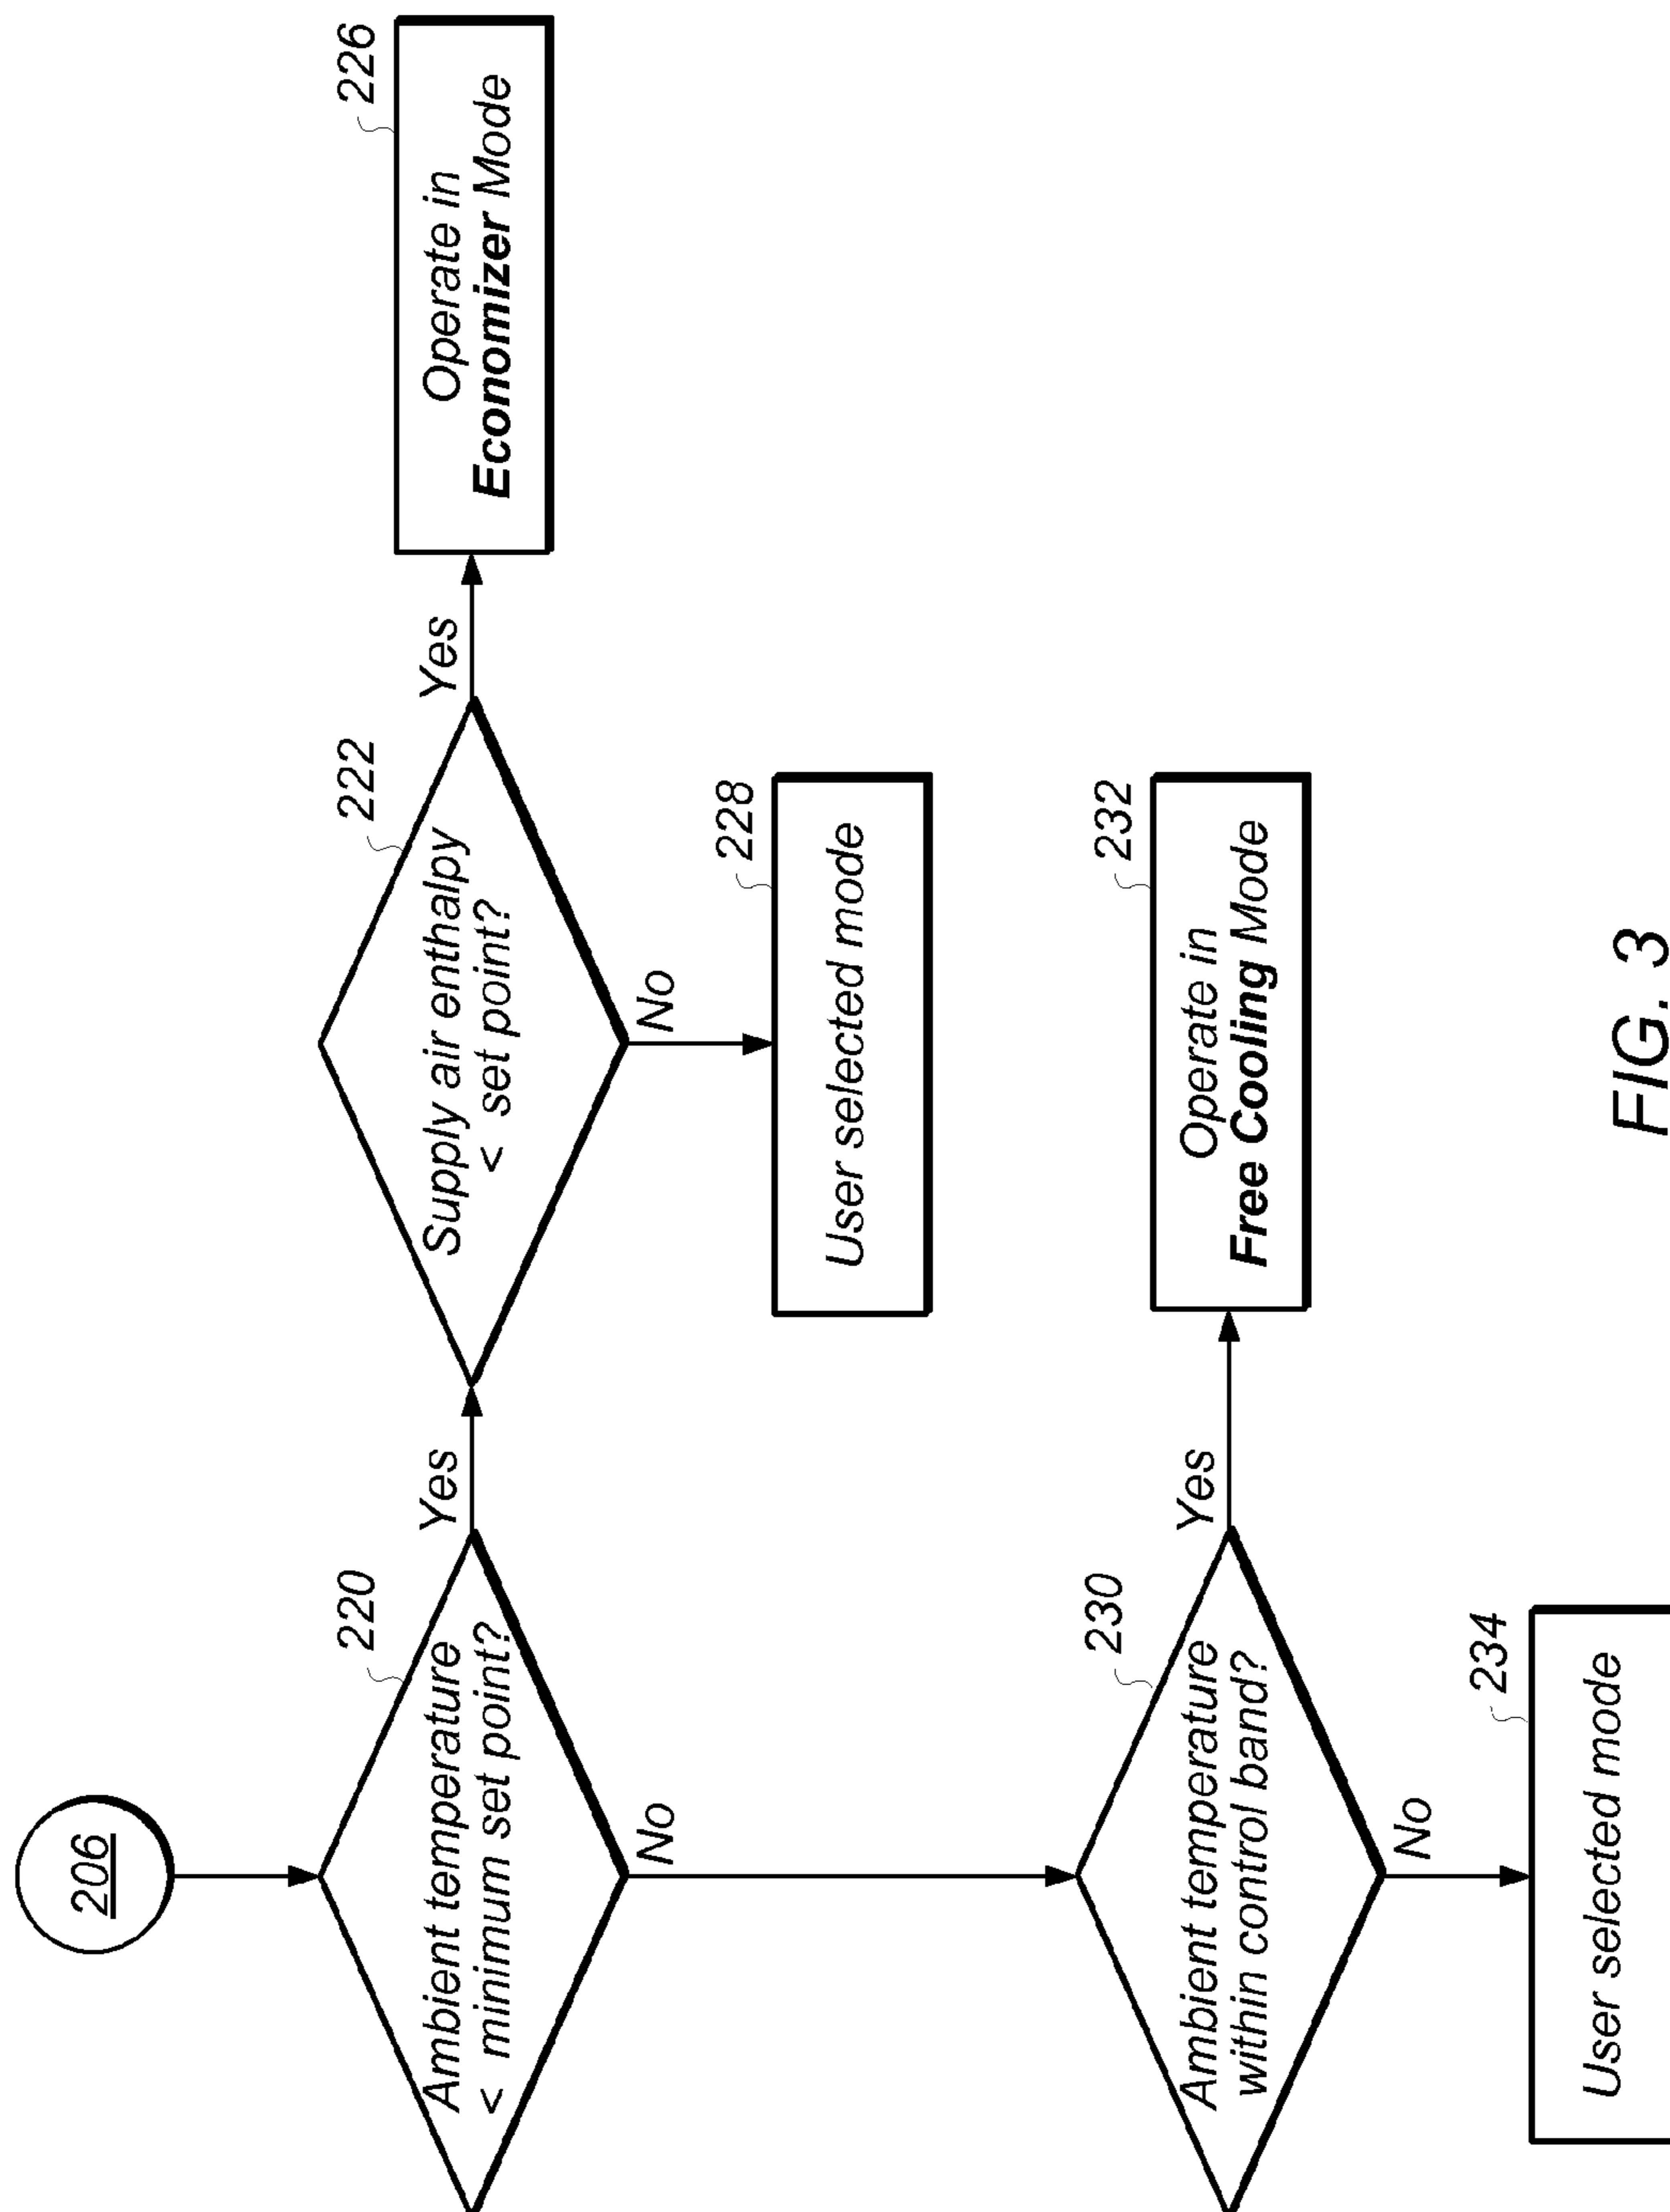 206
220
Ambient temperature
< minimum set point?
Yes
222
Supply air enthalpy
< set point?
Yes
226
Operate in
Economizer Mode
No
228
User selected mode
No
230
Ambient temperature
within control band?
Yes
232
Operate in
Free Cooling Mode
No
234
User selected mode
FIG. 3